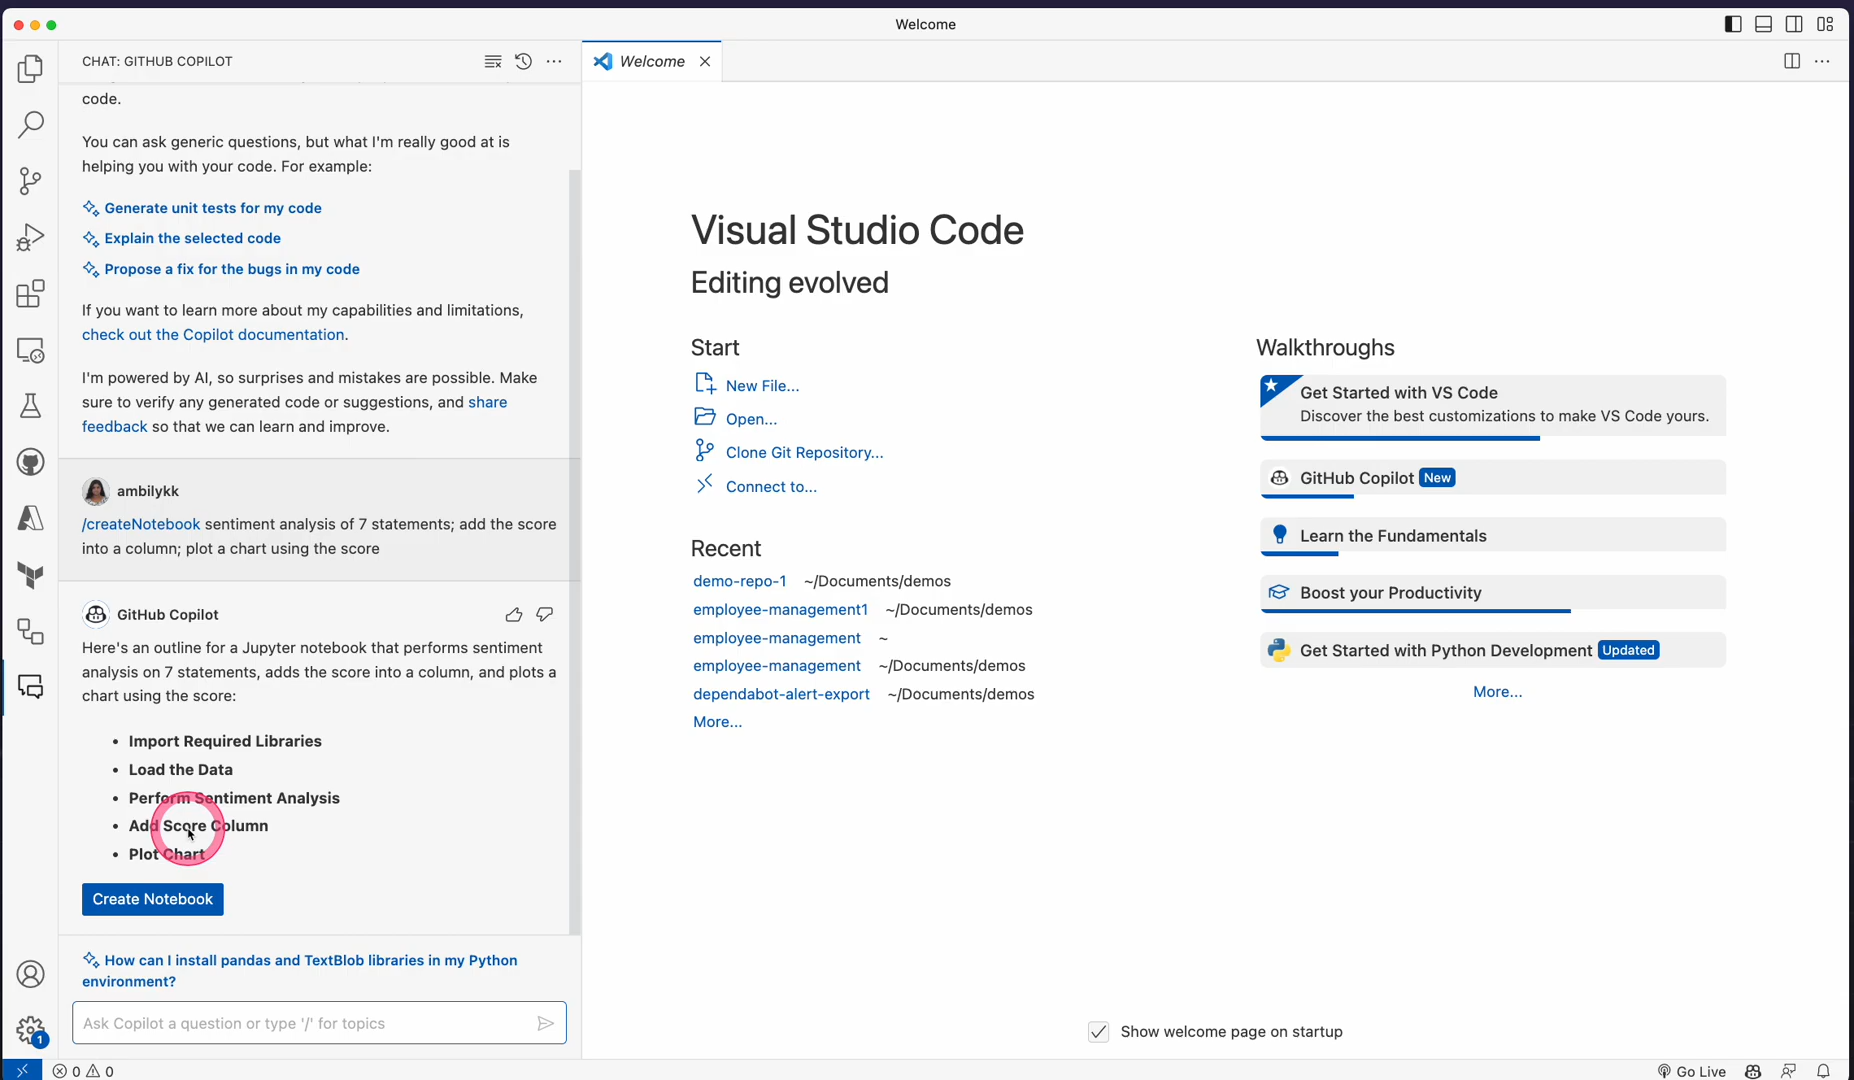 Welcome
CHAT: GITHUB COPILOT
code.
You can ask generic questions, but what I'm really good at is
helping you with your code. For example:
Generate unit tests for my code
Explain the selected code
Propose a fix for the bugs in my code
If you want to learn more about my capabilities and limitations,
check out the Copilot documentation.
I'm powered by AI, so surprises and mistakes are possible. Make
sure to verify any generated code or suggestions, and share
feedback so that we can learn and improve.
ambilykk
/createNotebook sentiment analysis of 7 statements; add the score
into a column; plot a chart using the score
GitHub Copilot
Here's an outline for a Jupyter notebook that performs sentiment
analysis on 7 statements, adds the score into a column, and plots a
chart using the score:
• Import Required Libraries
• Load the Data
• Perform Sentiment Analysis
• Add Score Column
• Plot Chart
Create Notebook
How can I install pandas and TextBlob libraries in my Python
environment?
Ask Copilot a question or type '/' for topics
1
0 0
Welcome
Visual Studio Code
Editing evolved
Start
New File...
Open...
Clone Git Repository...
Connect to...
Recent
demo-repo-1 ~/Documents/demos
employee-management1 ~/Documents/demos
employee-management ~
employee-management ~/Documents/demos
dependabot-alert-export ~/Documents/demos
More...
Walkthroughs
Get Started with VS Code
Discover the best customizations to make VS Code yours.
GitHub Copilot New
Learn the Fundamentals
Boost your Productivity
Get Started with Python Development Updated
More...
Show welcome page on startup
Go Live